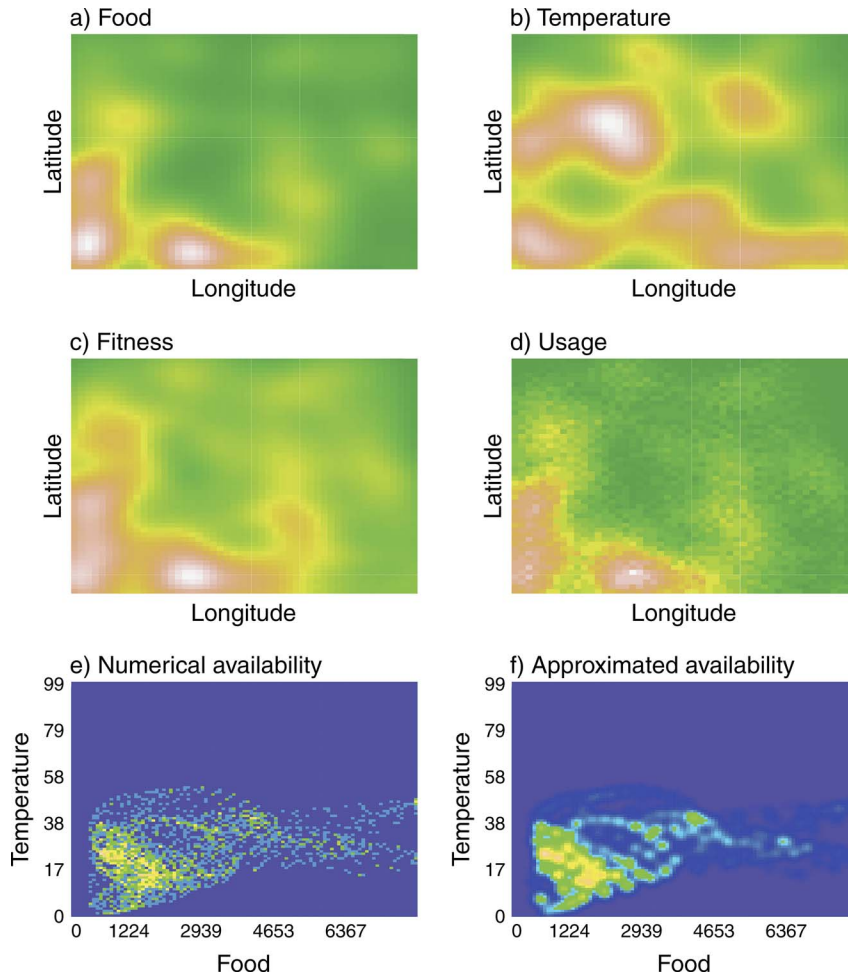 a) Food
b) Temperature
Latitude
Latitude
Longitude
Longitude
c) Fitness
d) Usage
Latitude
Latitude
Longitude
Longitude
e) Numerical availability
f) Approximated availability
99
79
58
38
17
0
Temperature
0 1224 2939 4653 6367
Food
99
79
58
38
17
0
Temperature
0 1224 2939 4653 6367
Food